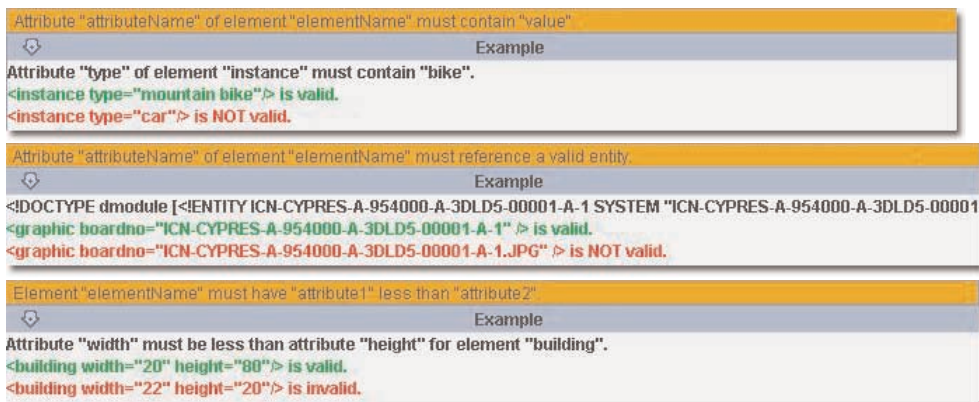 Attribute "attributeName" of element "elementName" must contain "value".
Example
Attribute "type" of element "instance" must contain "bike".
<instance type="mountain bike"/> is valid.
<instance type="car"/> is NOT valid.
Attribute "attributeName" of element "elementName" must reference a valid entity.
Example
<!DOCTYPE dmodule [<!ENTITY ICN-CYPRES-A-954000-A-3DLD5-00001-A-1 SYSTEM "ICN-CYPRES-A-954000-A-3DLD5-00001
<graphic boardno="ICN-CYPRES-A-954000-A-3DLD5-00001-A-1" /> is valid.
<graphic boardno="ICN-CYPRES-A-954000-A-3DLD5-00001-A-1.JPG" /> is NOT valid.
Element "elementName" must have "attribute1" less than "attribute2".
Example
Attribute "width" must be less than attribute "height" for element "building".
<building width="20" height="80"/> is valid.
<building width="22" height="20"/> is invalid.